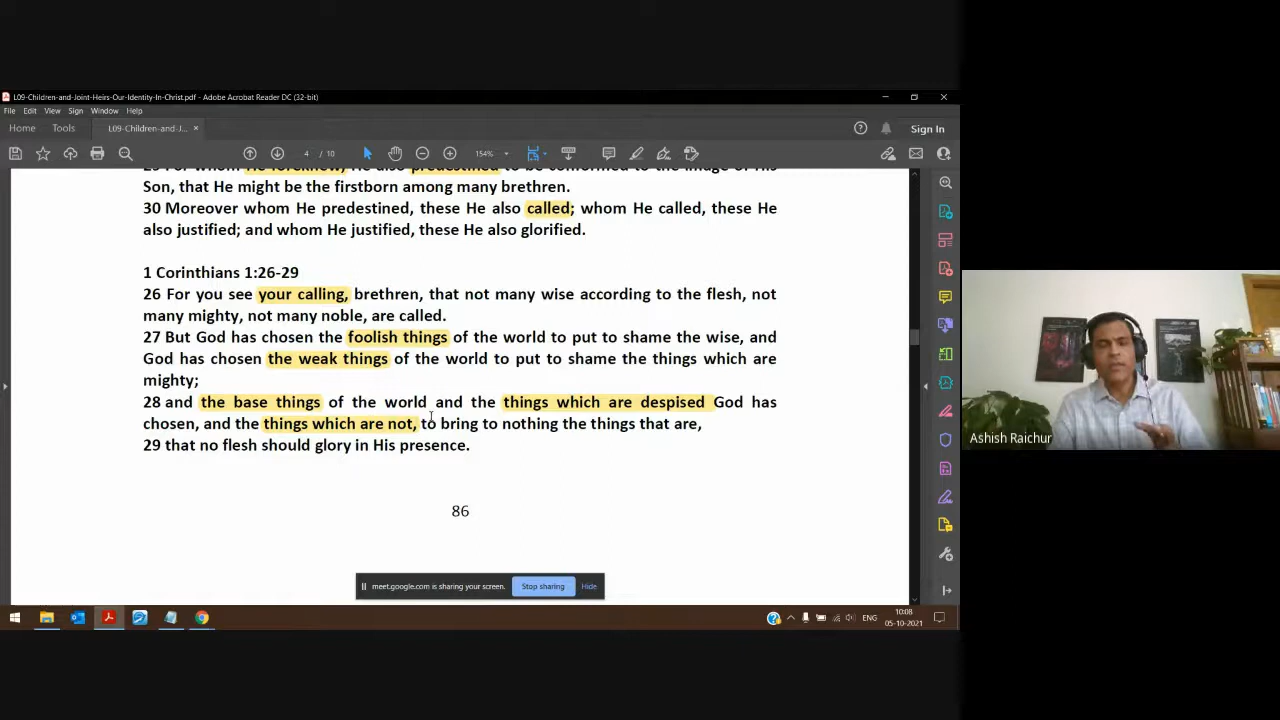 L09-Children-and-Joint-Heirs-Our-Identity-In-Christ.pdf - Adobe Acrobat Reader DC (32-bit)
File Edit View Sign Window Help
Home Tools L09-Children-and-J... × Sign In
4 / 10 154%
Son, that He might be the firstborn among many brethren.
30 Moreover whom He predestined, these He also called; whom He called, these He
also justified; and whom He justified, these He also glorified.
1 Corinthians 1:26-29
26 For you see your calling, brethren, that not many wise according to the flesh, not
many mighty, not many noble, are called.
27 But God has chosen the foolish things of the world to put to shame the wise, and
God has chosen the weak things of the world to put to shame the things which are
mighty;
28 and the base things of the world and the things which are despised God has
chosen, and the things which are not, to bring to nothing the things that are,
29 that no flesh should glory in His presence.
86
meet.google.com is sharing your screen. Stop sharing Hide
ENG 10:08
05-10-2021
Ashish Raichur